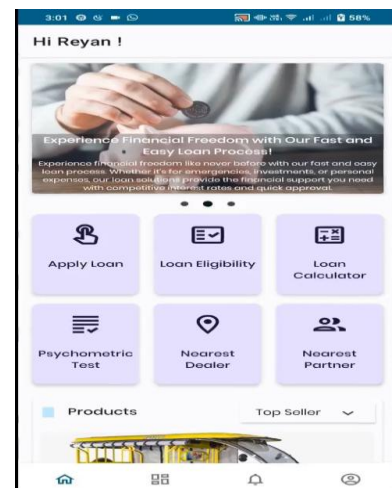 3:01 58%
Hi Reyan !
Experience Financial Freedom with Our Fast and
Easy Loan Process!
Experience financial freedom like never before with our fast and easy
loan process. Whether it's for emergencies, investments, or personal
expenses, our loan solutions provide the financial support you need
with competitive interest rates and quick approval.
Apply Loan Loan Eligibility Loan
Calculator
Psychometric Nearest Nearest
Test Dealer Partner
Products Top Seller